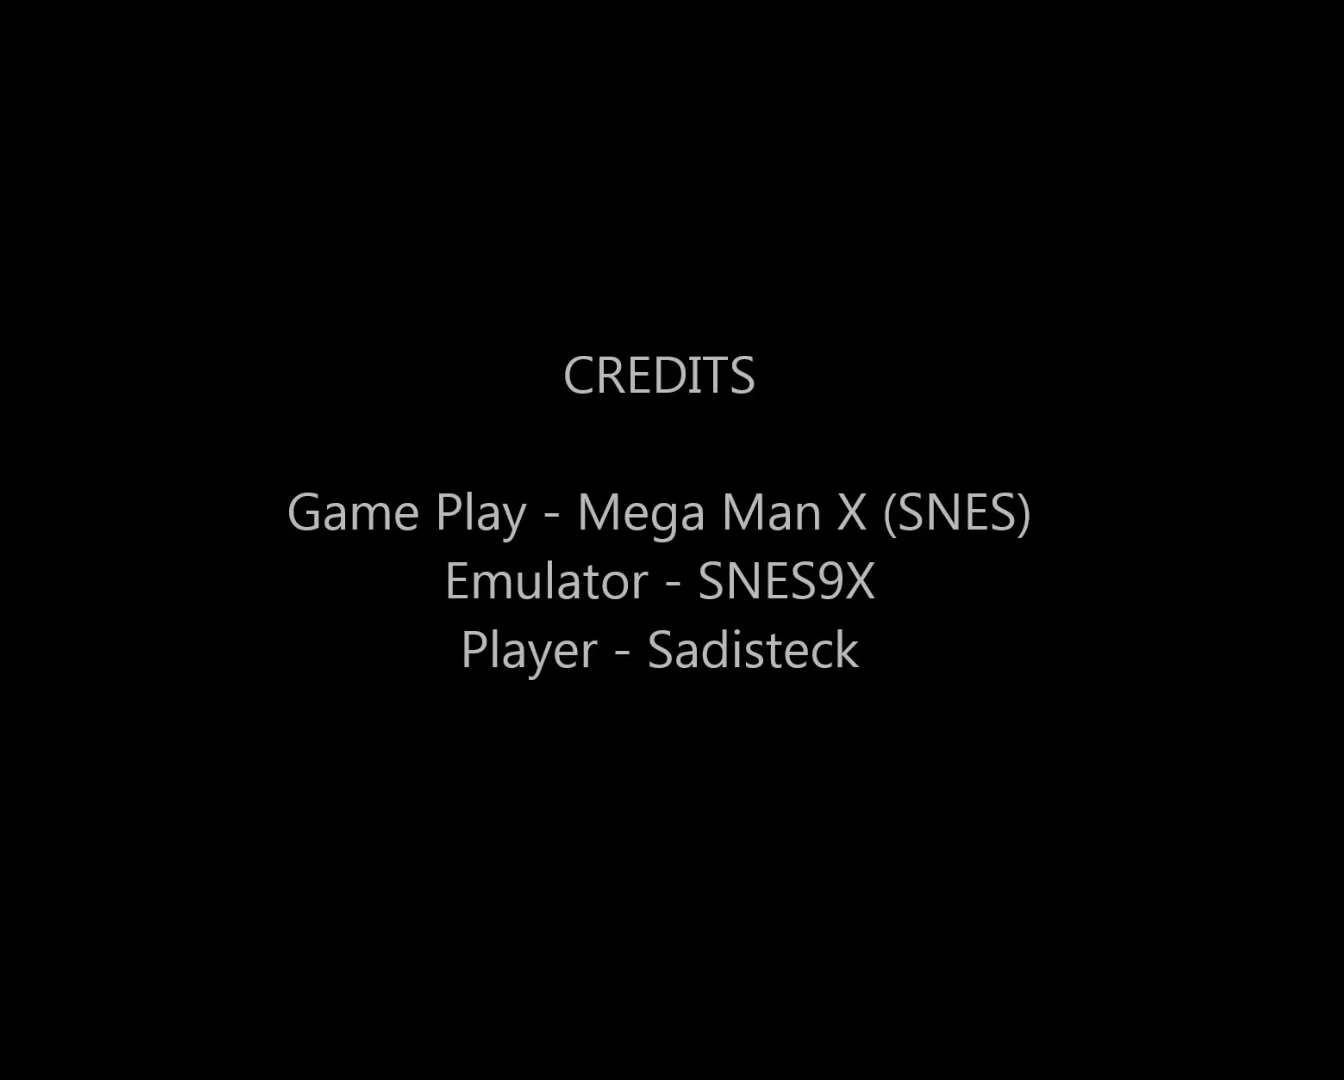 CREDITS
Game Play - Mega Man X (SNES)
Emulator - SNES9X
Player - Sadisteck